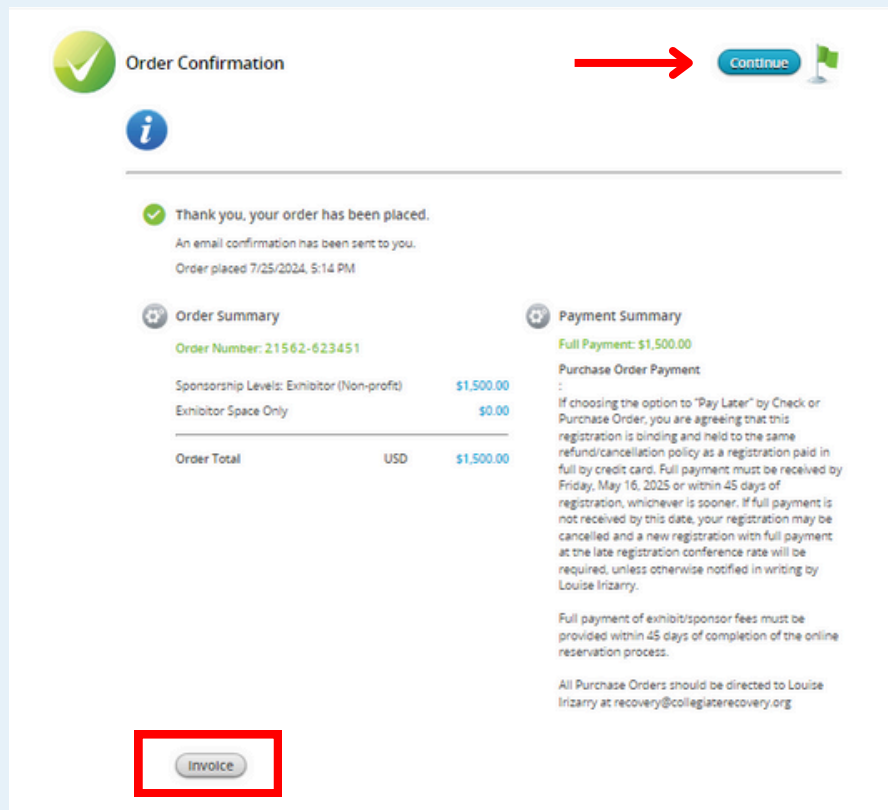 Order Confirmation
Continue
i
Thank you, your order has been placed.
An email confirmation has been sent to you.
Order placed 7/25/2024, 5:14 PM
Order Summary
Order Number: 21562-623451
Sponsorship Levels: Exhibitor (Non-profit) $1,500.00
Exhibitor Space Only $0.00
Order Total USD $1,500.00
Payment Summary
Full Payment: $1,500.00
Purchase Order Payment
:
If choosing the option to "Pay Later" by Check or
Purchase Order, you are agreeing that this
registration is binding and held to the same
refund/cancellation policy as a registration paid in
full by credit card. Full payment must be received by
Friday, May 16, 2025 or within 45 days of
registration, whichever is sooner. If full payment is
not received by this date, your registration may be
cancelled and a new registration with full payment
at the late registration conference rate will be
required, unless otherwise notified in writing by
Louise Irizarry.
Full payment of exhibit/sponsor fees must be
provided within 45 days of completion of the online
reservation process.
All Purchase Orders should be directed to Louise
Irizarry at recovery@collegiaterecovery.org
Invoice